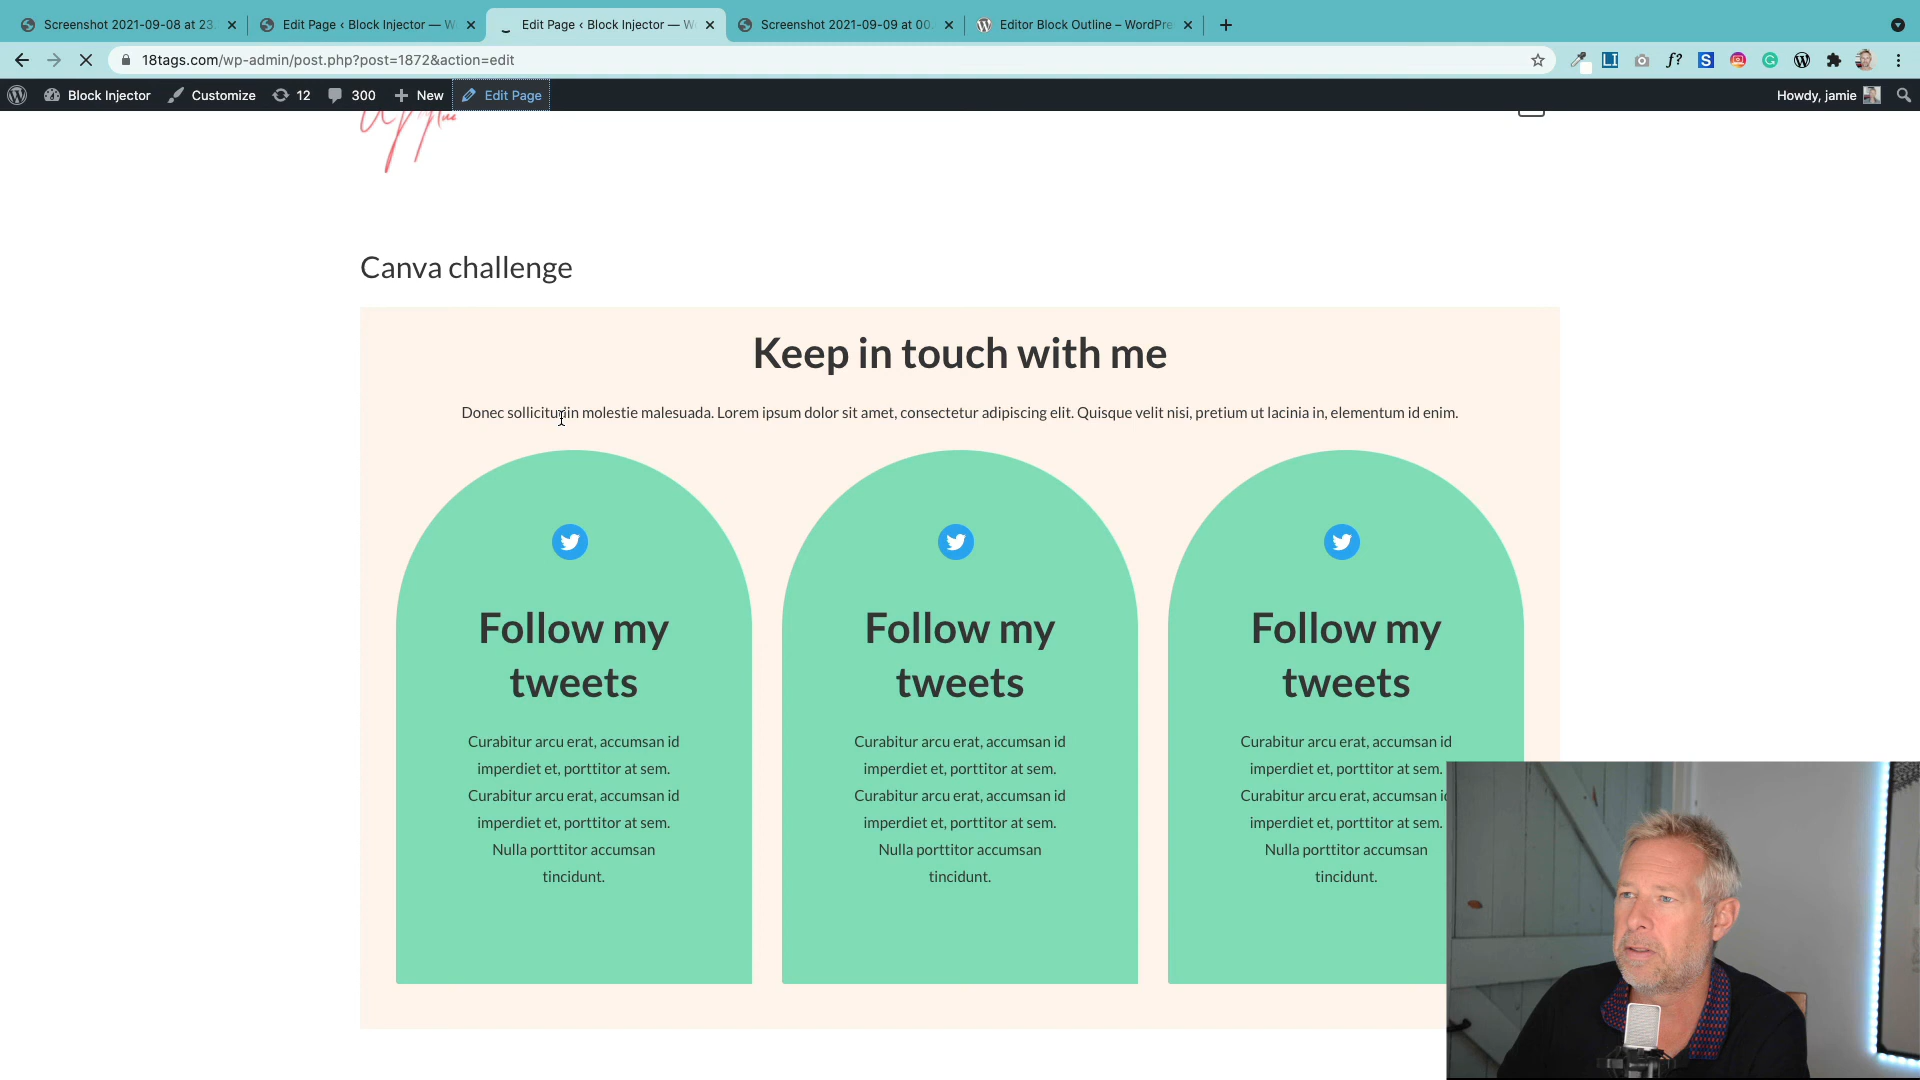 Screenshot 2021-09-08 at 23.
Edit Page ‹ Block Injector — W
Edit Page ‹ Block Injector — W
Screenshot 2021-09-09 at 00.
Editor Block Outline – WordPre
18tags.com/wp-admin/post.php?post=1872&action=edit
Block Injector
Customize
12
300
New
Edit Page
Howdy, jamie
Canva challenge
Keep in touch with me
Donec sollicitudin molestie malesuada. Lorem ipsum dolor sit amet, consectetur adipiscing elit. Quisque velit nisi, pretium ut lacinia in, elementum id enim.
Follow my
tweets
Curabitur arcu erat, accumsan id
imperdiet et, porttitor at sem.
Curabitur arcu erat, accumsan id
imperdiet et, porttitor at sem.
Nulla porttitor accumsan
tincidunt.
Follow my
tweets
Curabitur arcu erat, accumsan id
imperdiet et, porttitor at sem.
Curabitur arcu erat, accumsan id
imperdiet et, porttitor at sem.
Nulla porttitor accumsan
tincidunt.
Follow my
tweets
Curabitur arcu erat, accumsan id
imperdiet et, porttitor at sem.
Curabitur arcu erat, accumsan id
imperdiet et, porttitor at sem.
Nulla porttitor accumsan
tincidunt.